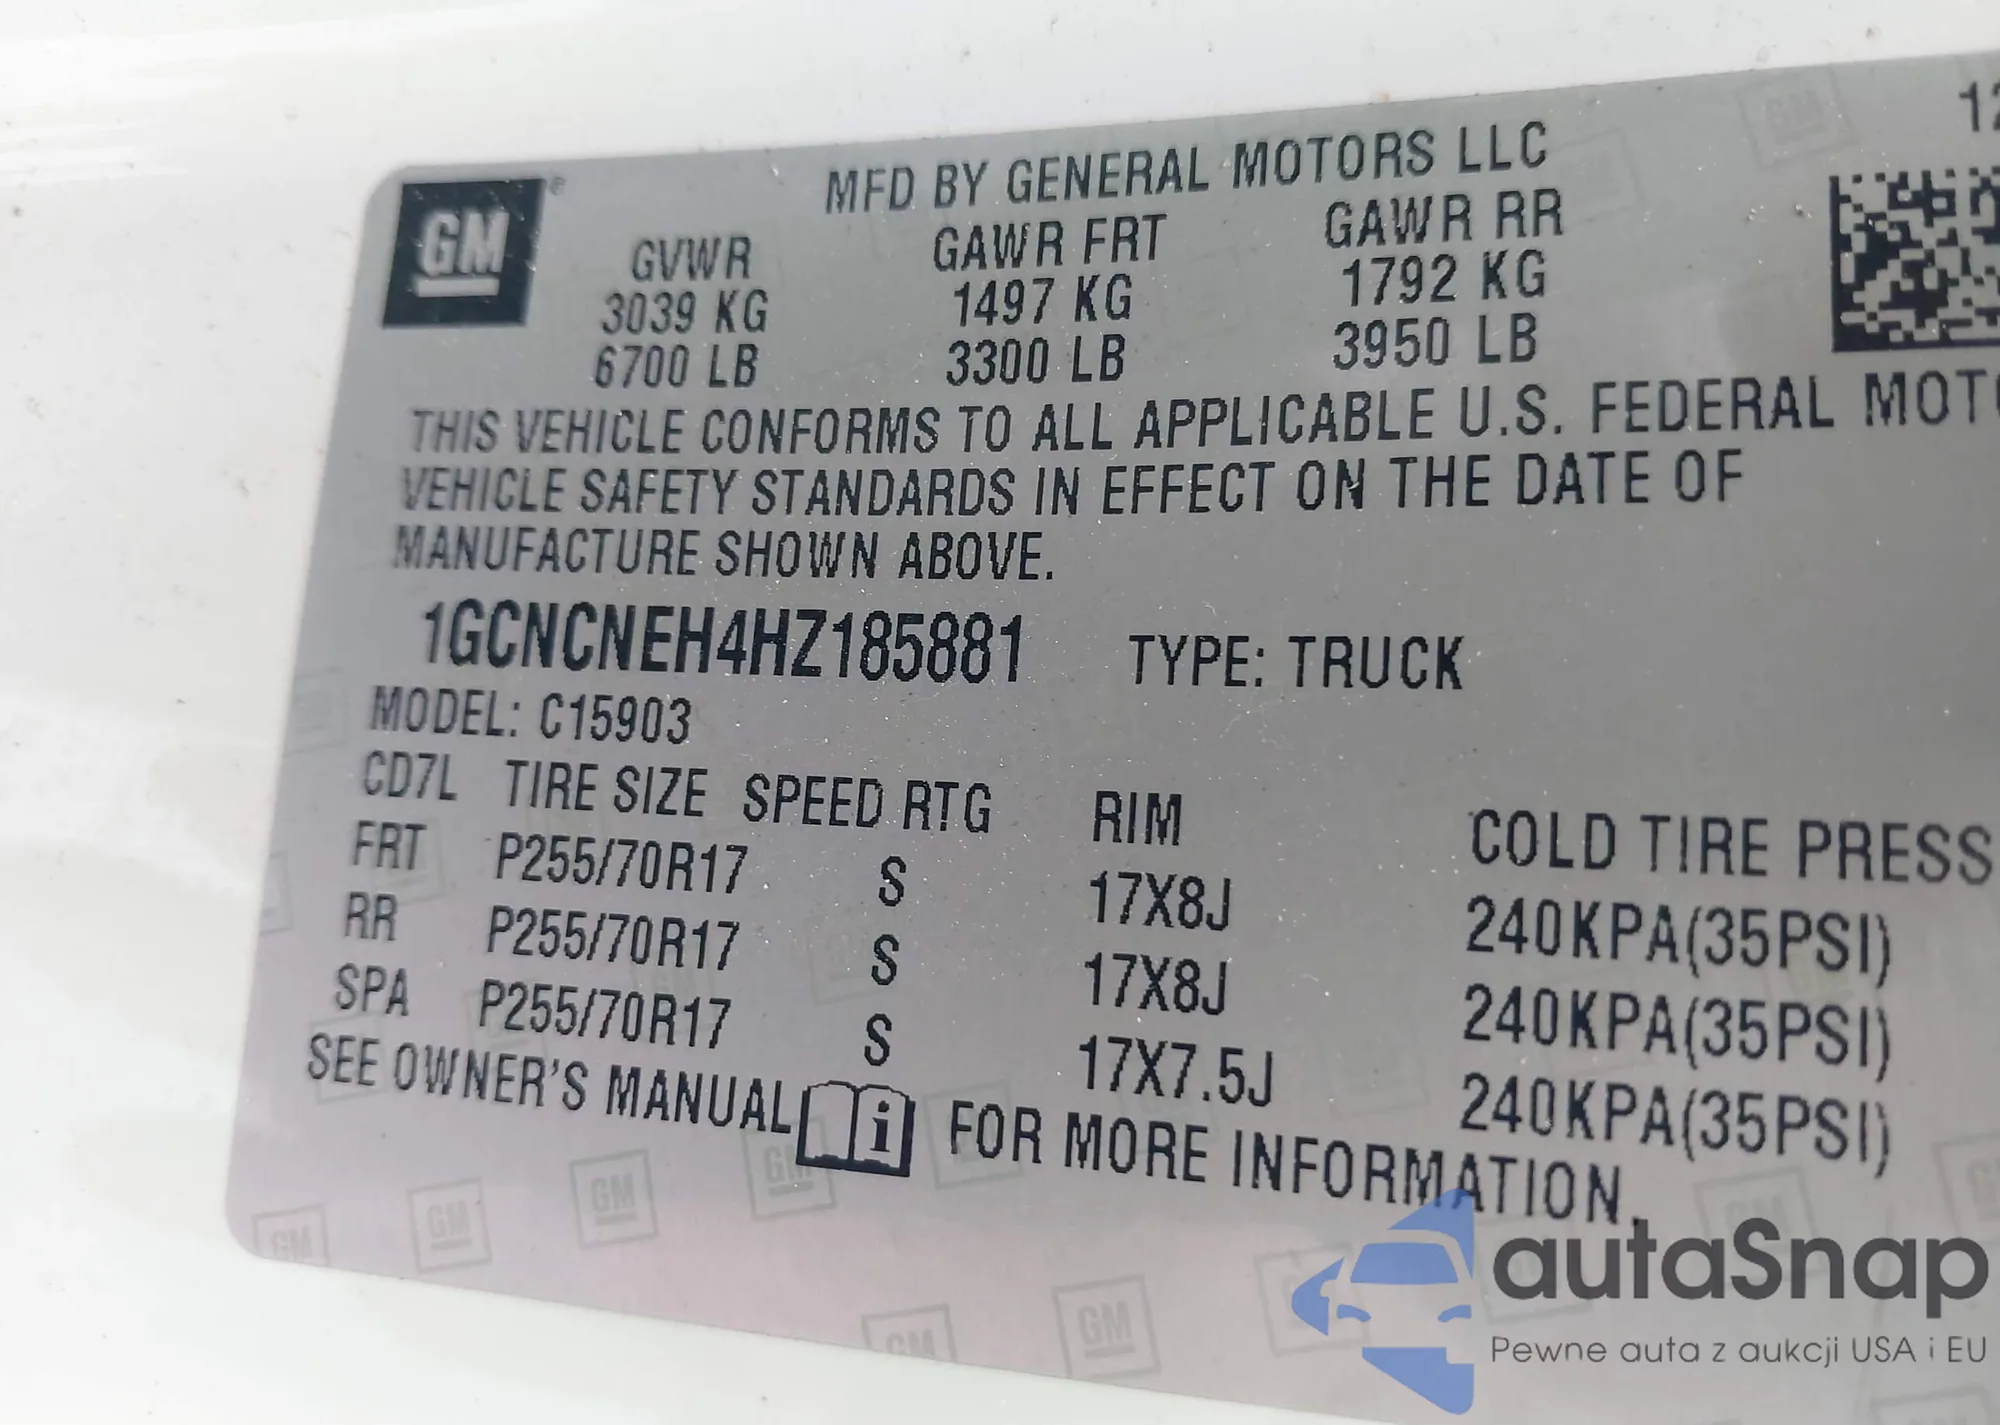 GM
MFD BY GENERAL MOTORS LLC
12
GVWR GAWR FRT GAWR RR
3039 KG 1497 KG 1792 KG
6700 LB 3300 LB 3950 LB
THIS VEHICLE CONFORMS TO ALL APPLICABLE U.S. FEDERAL MOTO
VEHICLE SAFETY STANDARDS IN EFFECT ON THE DATE OF
MANUFACTURE SHOWN ABOVE.
1GCNCNEH4HZ185881 TYPE: TRUCK
MODEL: C15903
CD7L TIRE SIZE SPEED RTG RIM COLD TIRE PRESS
FRT P255/70R17 S 17X8J 240KPA(35PSI)
RR P255/70R17 S 17X8J 240KPA(35PSI)
SPA P255/70R17 S 17X7.5J 240KPA(35PSI)
SEE OWNER'S MANUAL i FOR MORE INFORMATION.
autaSnap
Pewne auta z aukcji USA i EU